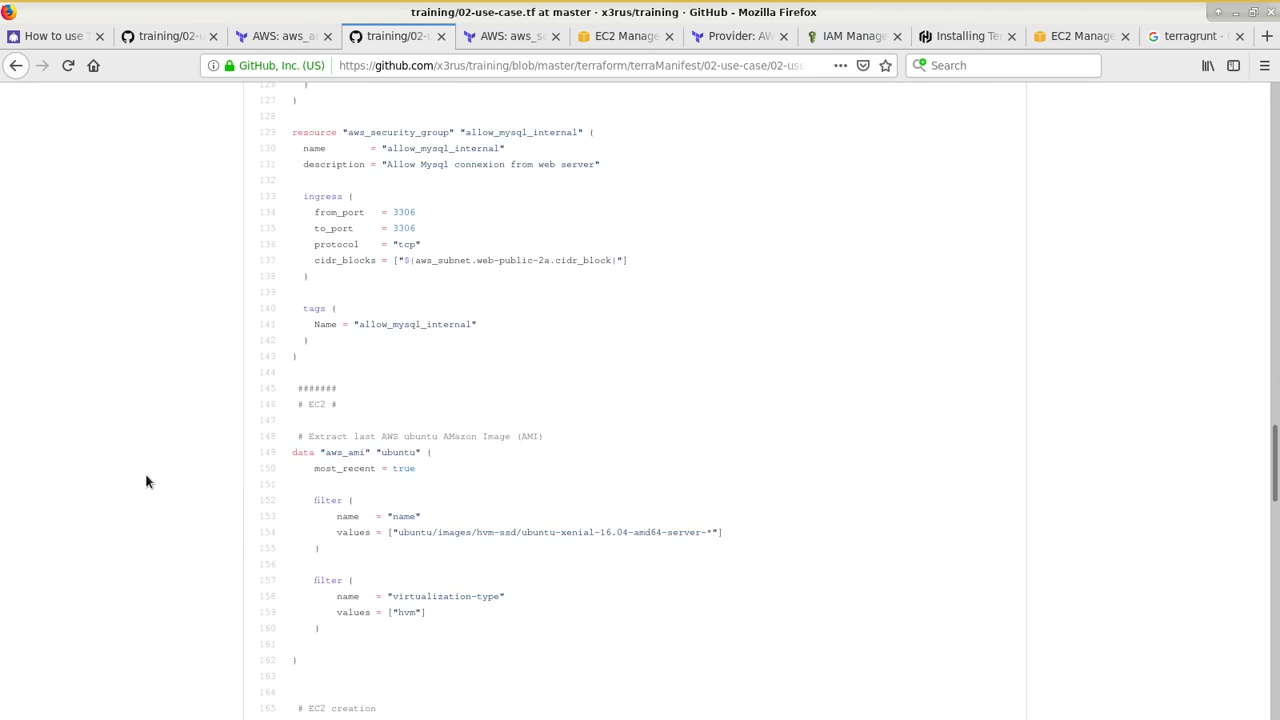 training/02-use-case.tf at master · x3rus/training · GitHub - Mozilla Firefox
How to use T
training/02-
AWS: aws_a
training/02-
AWS: aws_se
EC2 Manage
Provider: AW
IAM Manage
Installing Te
EC2 Manage
terragrunt -
GitHub, Inc. (US)
https://github.com/x3rus/training/blob/master/terraform/terraManifest/02-use-case/02-use
Search
126 }
127 }
128
129 resource "aws_security_group" "allow_mysql_internal" {
130 name = "allow_mysql_internal"
131 description = "Allow Mysql connexion from web server"
132
133 ingress {
134 from_port = 3306
135 to_port = 3306
136 protocol = "tcp"
137 cidr_blocks = ["${aws_subnet.web-public-2a.cidr_block}"]
138 }
139
140 tags {
141 Name = "allow_mysql_internal"
142 }
143 }
144
145 #######
146 # EC2 #
147
148 # Extract last AWS ubuntu AMazon Image (AMI)
149 data "aws_ami" "ubuntu" {
150 most_recent = true
151
152 filter {
153 name = "name"
154 values = ["ubuntu/images/hvm-ssd/ubuntu-xenial-16.04-amd64-server-*"]
155 }
156
157 filter {
158 name = "virtualization-type"
159 values = ["hvm"]
160 }
161
162 }
163
164
165 # EC2 creation